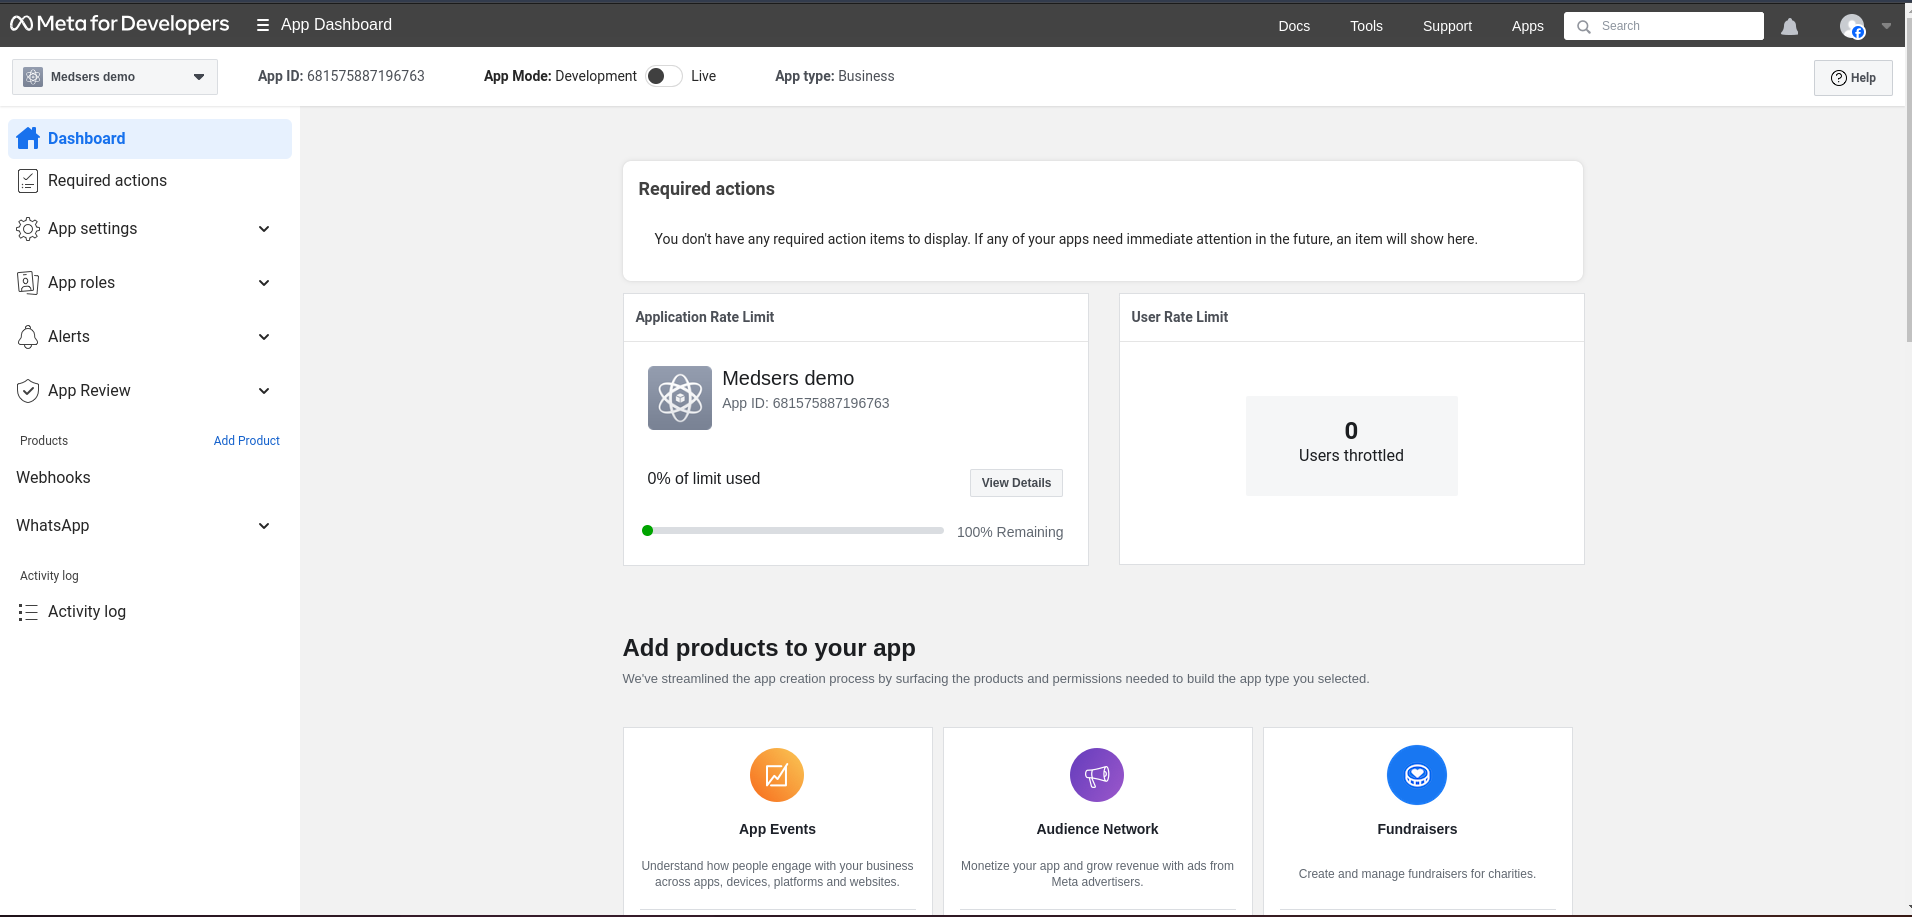 Meta for Developers
App Dashboard
Docs
Tools
Support
Apps
Search
Medsers demo
App ID: 681575887196763
App Mode: Development
Live
App type: Business
Help
Dashboard
Required actions
App settings
App roles
Alerts
App Review
Products
Add Product
Webhooks
WhatsApp
Activity log
Activity log
Required actions
You don't have any required action items to display. If any of your apps need immediate attention in the future, an item will show here.
Application Rate Limit
Medsers demo
App ID: 681575887196763
0% of limit used
View Details
100% Remaining
User Rate Limit
0
Users throttled
Add products to your app
We've streamlined the app creation process by surfacing the products and permissions needed to build the app type you selected.
App Events
Understand how people engage with your business
across apps, devices, platforms and websites.
Audience Network
Monetize your app and grow revenue with ads from
Meta advertisers.
Fundraisers
Create and manage fundraisers for charities.